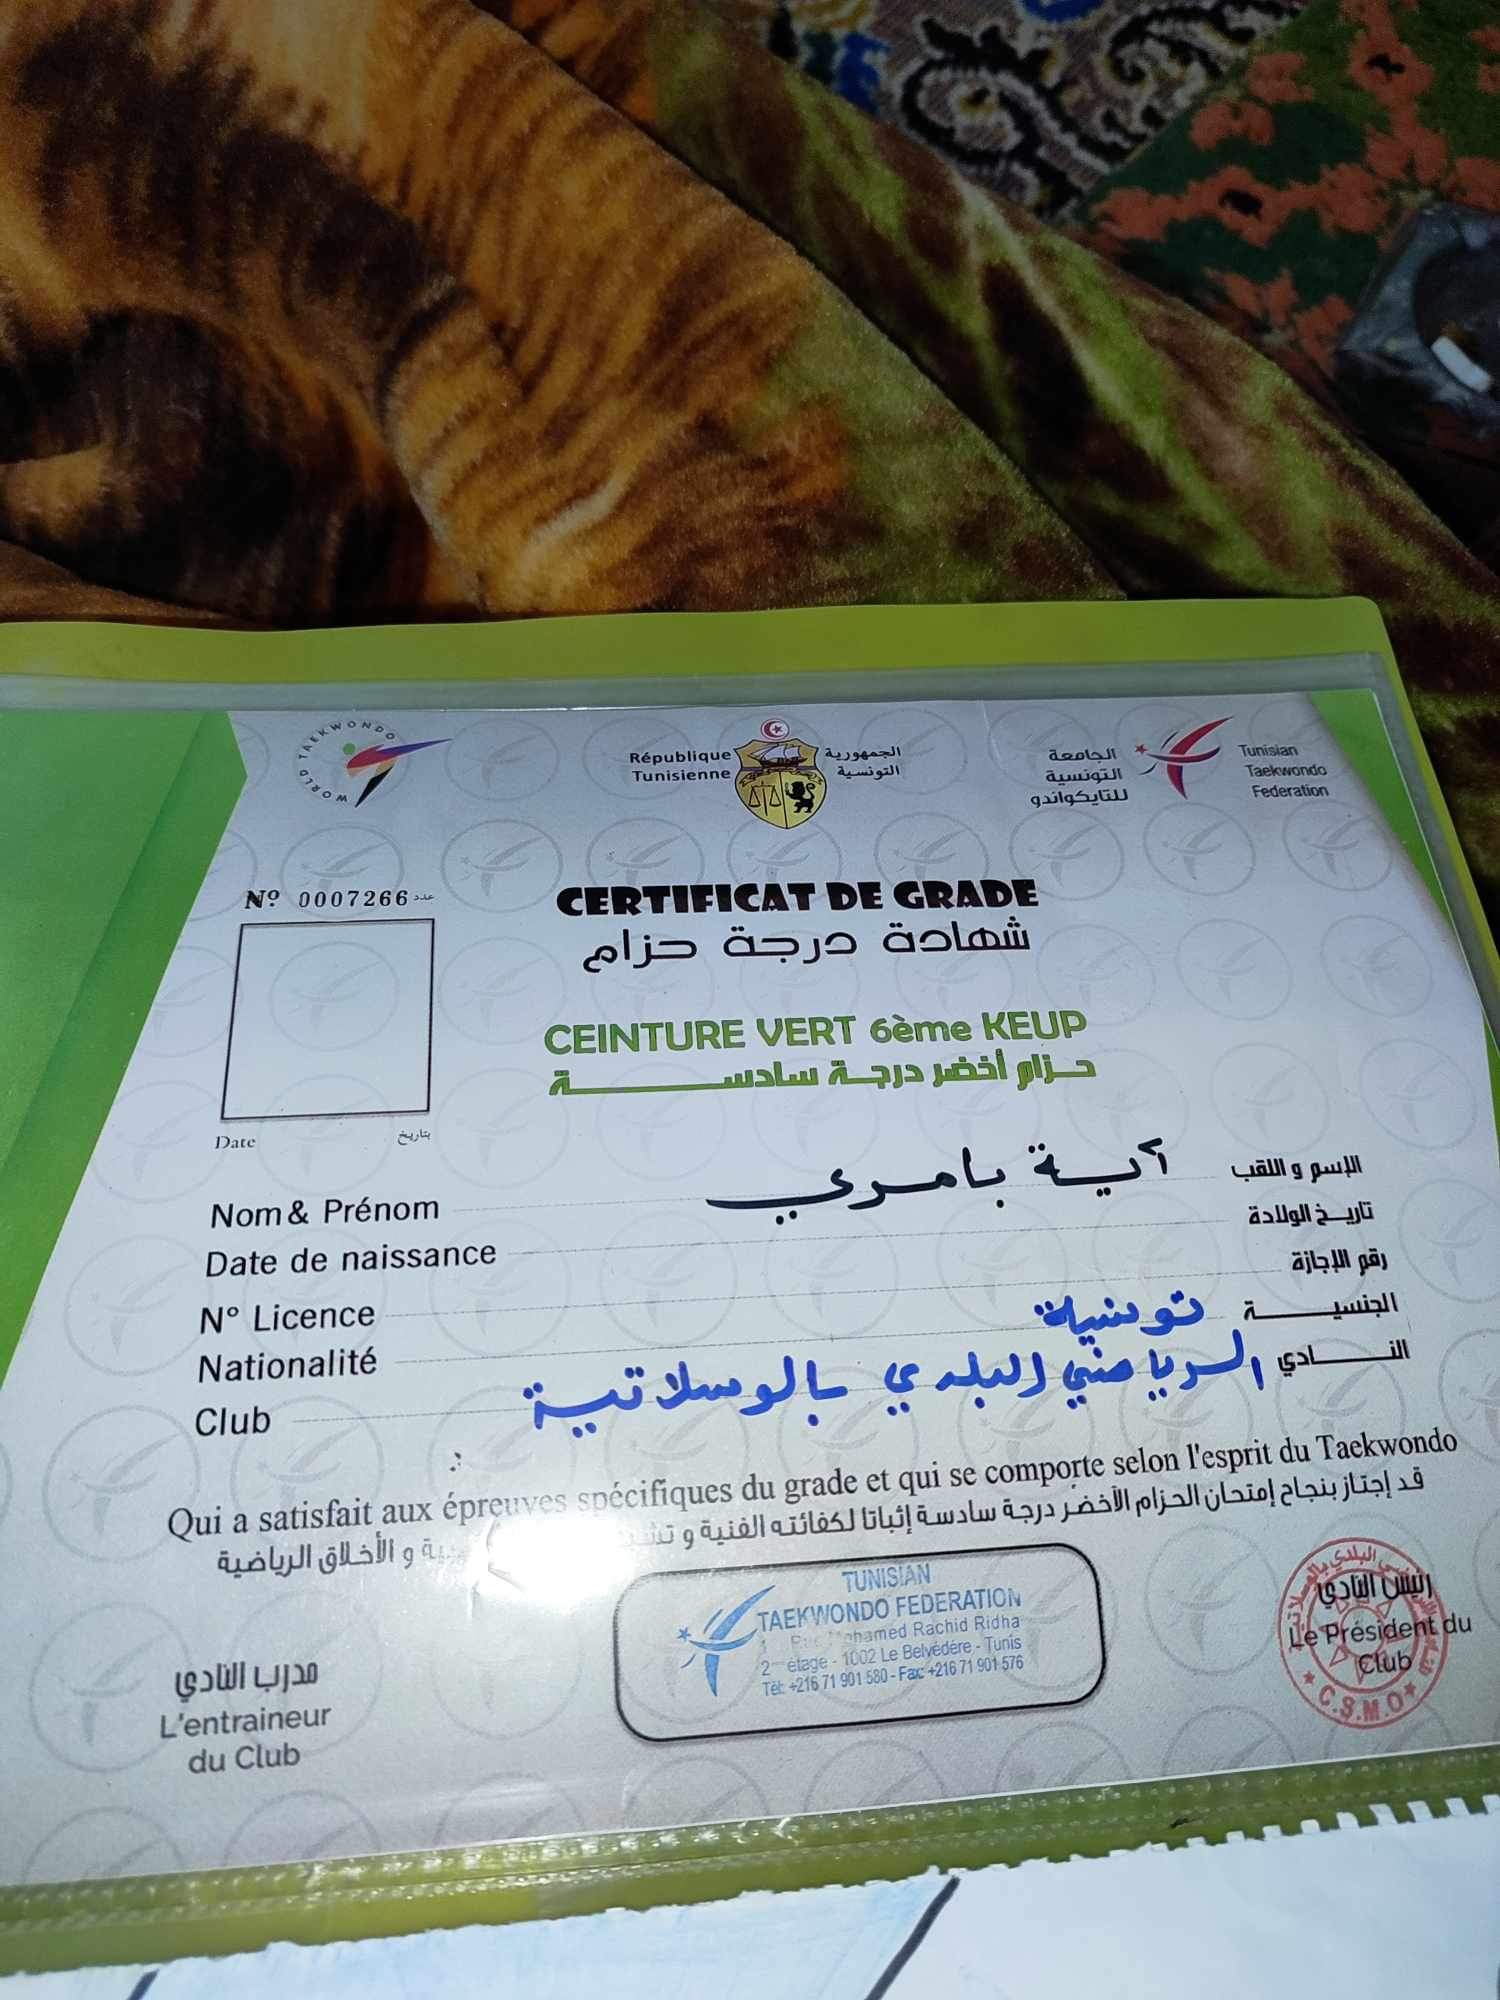 WORLD TAEKWONDO
République
Tunisienne
الجمهورية
التونسية
الجامعة
التونسية
للتايكواندو
Tunisian
Taekwondo
Federation
Nº 0007266 عدد
CERTIFICAT DE GRADE
شهادة درجة حزام
CEINTURE VERT 6ème KEUP
حزام أخضر درجة سادسة
Date بتاريخ
Nom & Prénom آية بامري الإسم و اللقب
Date de naissance تاريخ الولادة
N° Licence رقم الإجازة
Nationalité تونسية الجنسية
Club الرياضي البلدي بالوسلاتية النادي
Qui a satisfait aux épreuves spécifiques du grade et qui se comporte selon l'esprit du Taekwondo
قد إجتاز بنجاح إمتحان الحزام الأخضر درجة سادسة إثباتا لكفائته الفنية و
و الأخلاق الرياضية
مدرب النادي
L'entraineur
du Club
TUNISIAN
TAEKWONDO FEDERATION
Mohamed Rachid Ridha
2 étage - 1002 Le Belvédère - Tunis
Tél: +216 71 901 580 - Fax: +216 71 901 576
رئيس النادي
Le Président du
Club
C.S.M.O